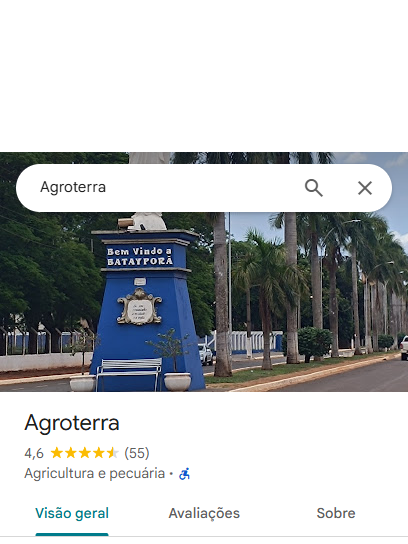 Agroterra
Bem Vindo a
BATAYPORÃ
Agroterra
4,6 (55)
Agricultura e pecuária ·
Visão geral Avaliações Sobre